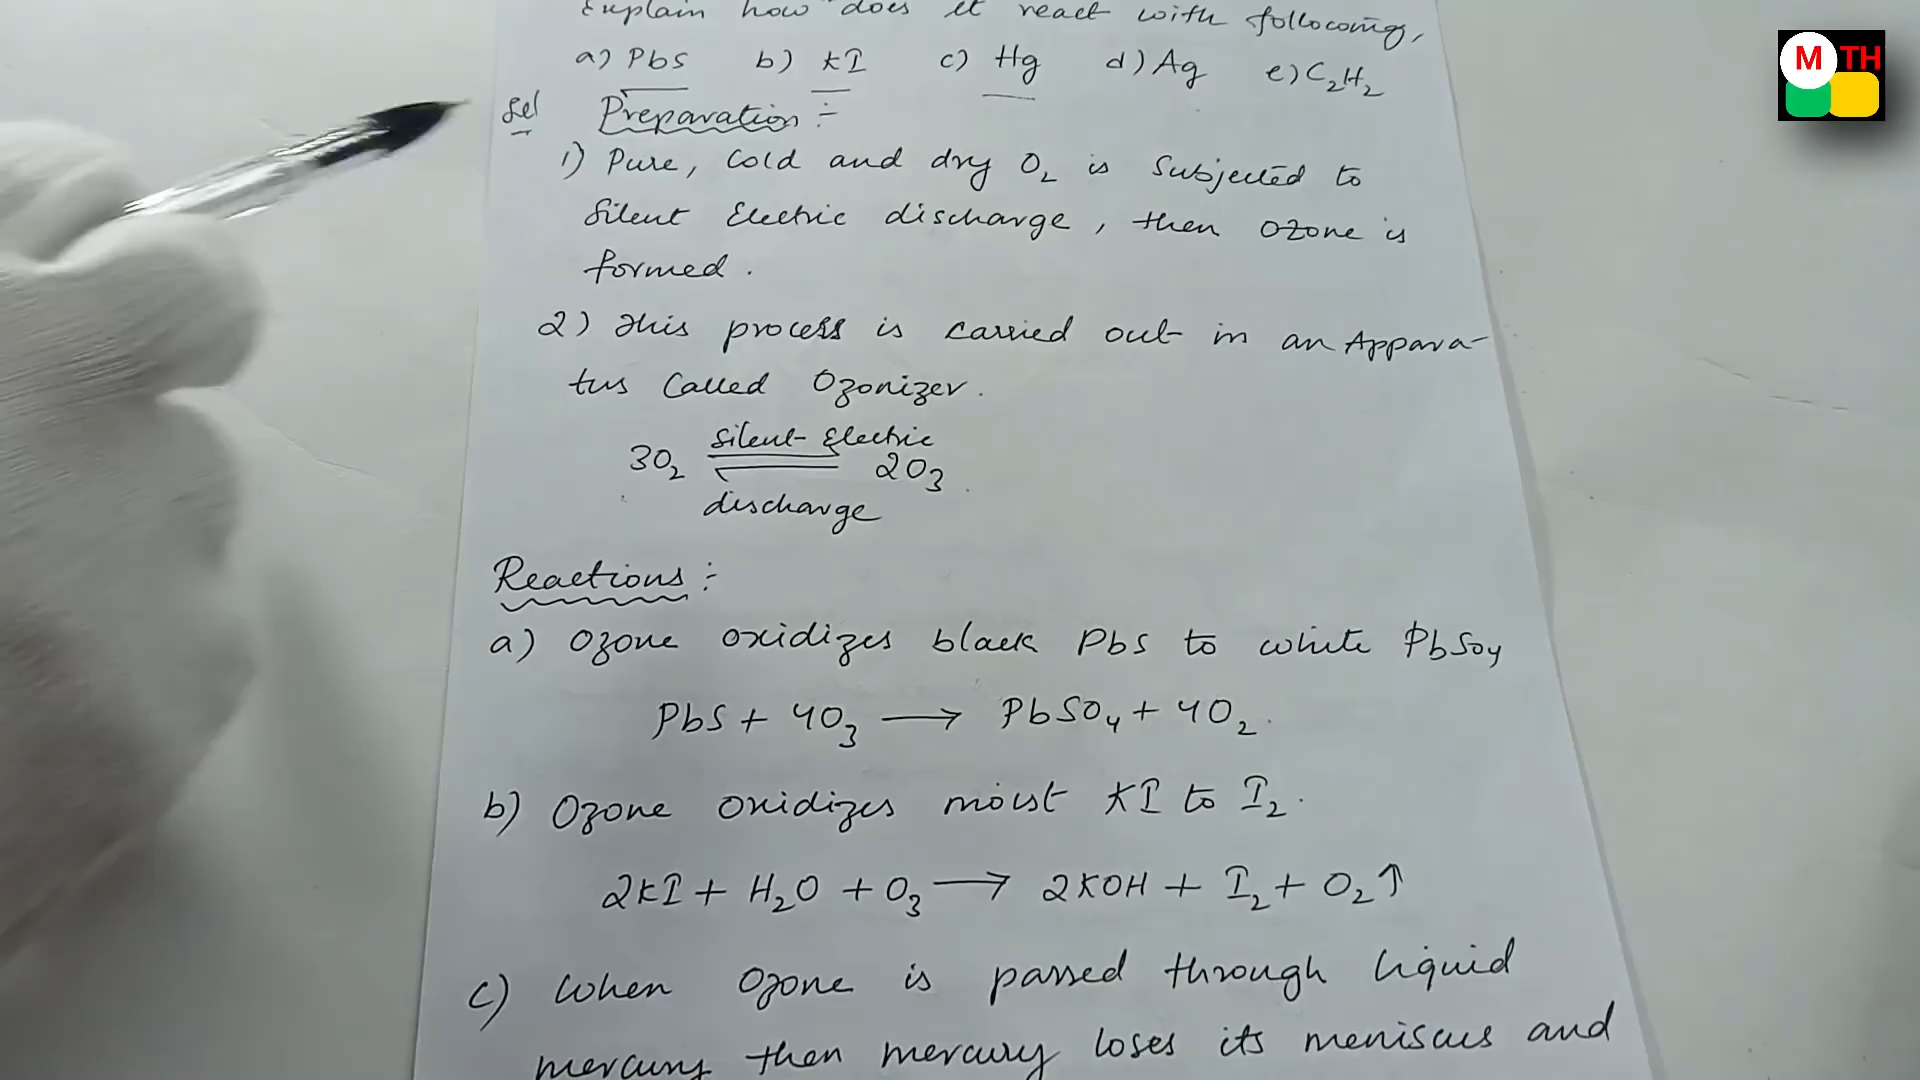 Explain how does it react with following,
a) PbS b) KI c) Hg d) Ag e) C₂H₂
Sol Preparation :-
1) Pure, Cold and dry O₂ is Subjected to
Silent Electric discharge, then ozone is
formed.
2) This process is carried out in an Appara-
tus Called Ozonizer.
Silent Electric
3O₂ ⇌ 2O₃
discharge
Reactions :-
a) Ozone oxidizes black PbS to white PbSO₄
PbS + 4O₃ → PbSO₄ + 4O₂.
b) Ozone oxidizes moist KI to I₂.
2KI + H₂O + O₃ → 2KOH + I₂ + O₂↑
c) When Ozone is passed through liquid
mercury then mercury loses its meniscus and
M TH